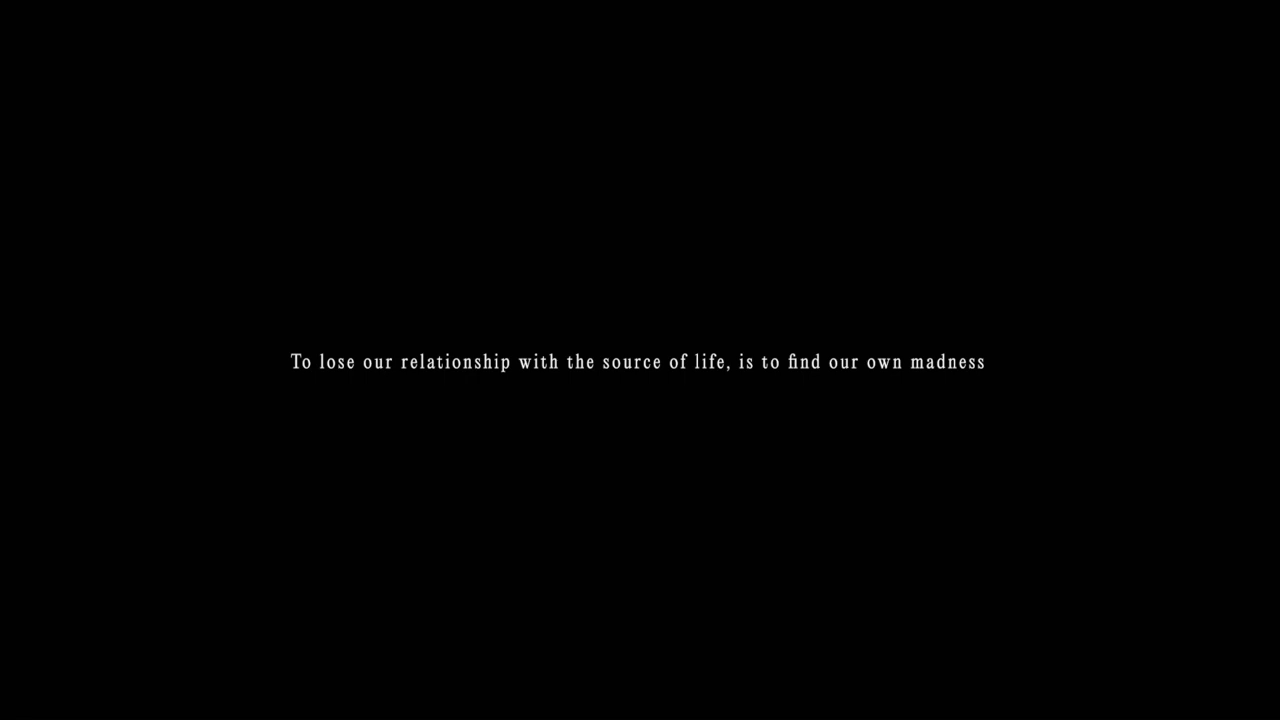 To lose our relationship with the source of life, is to find our own madness